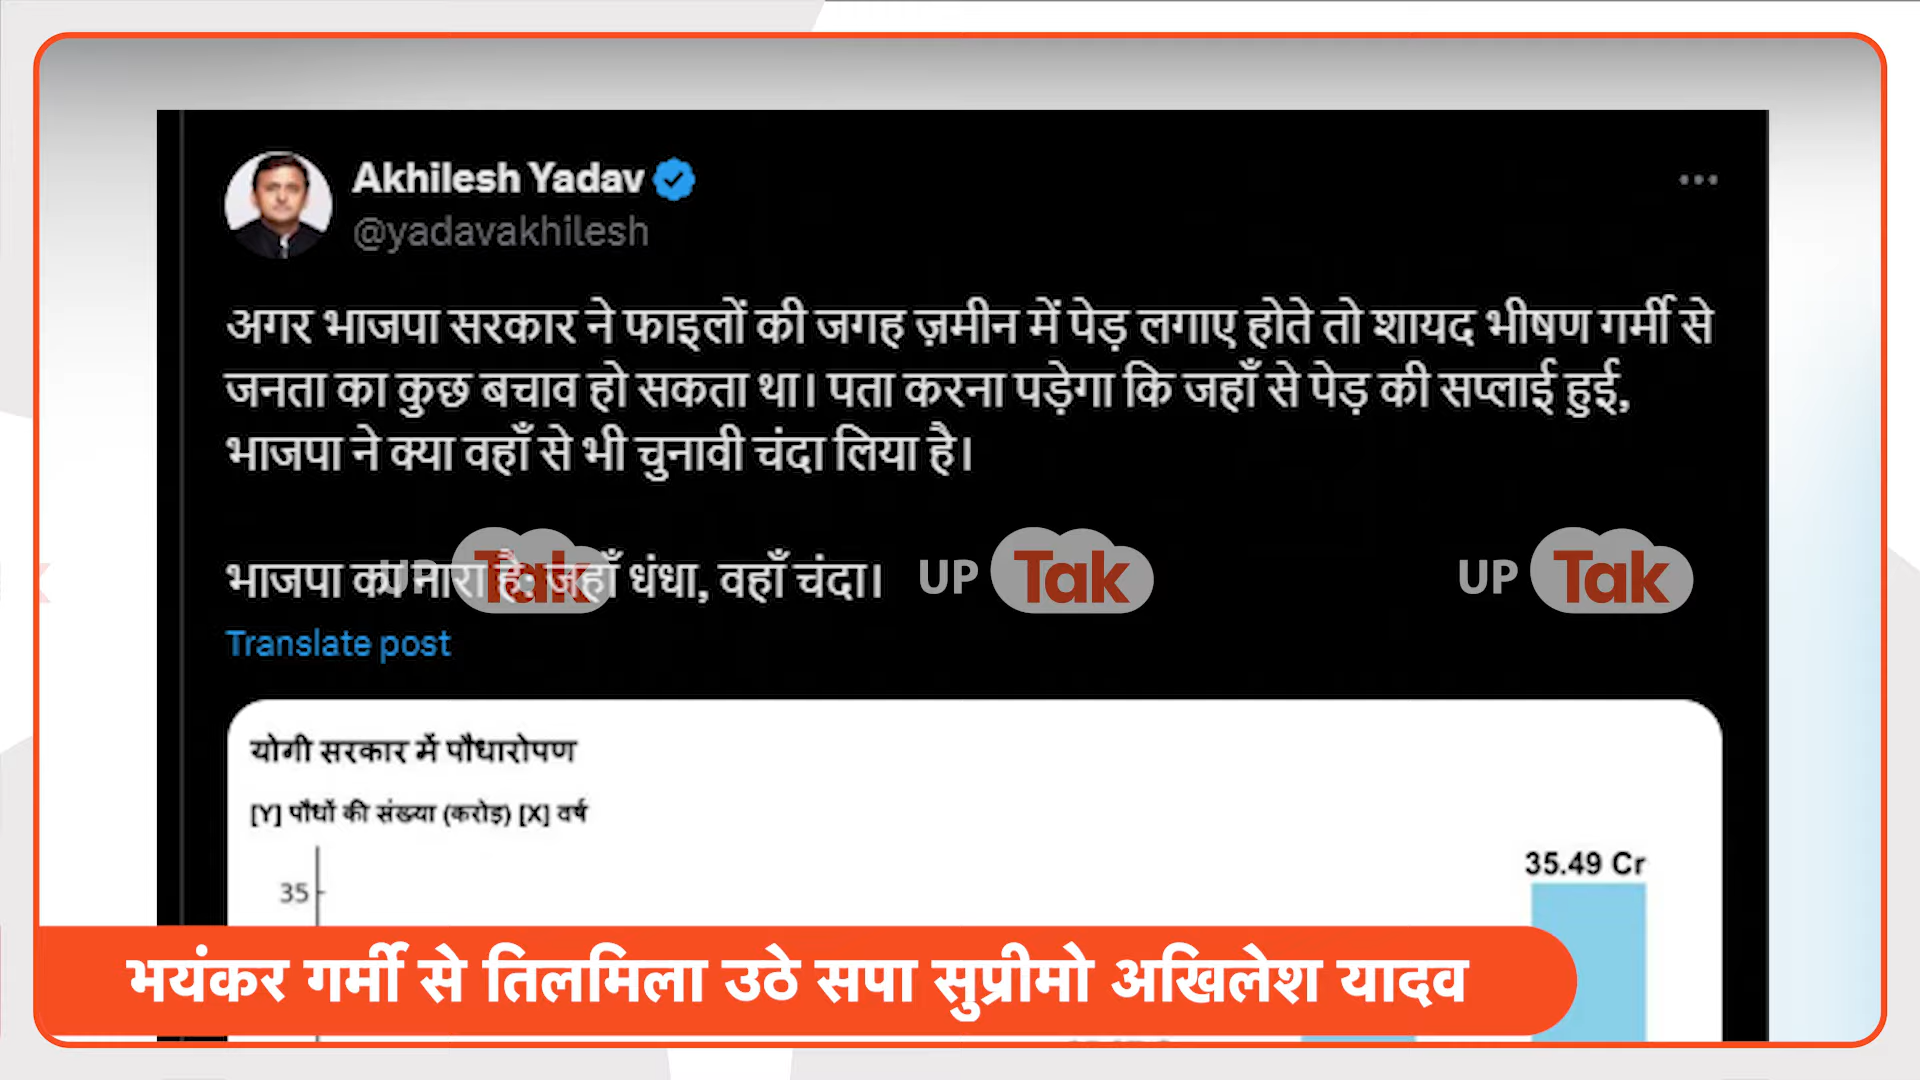 Akhilesh Yadav
@yadavakhilesh
अगर भाजपा सरकार ने फाइलों की जगह ज़मीन में पेड़ लगाए होते तो शायद भीषण गर्मी से
जनता का कुछ बचाव हो सकता था। पता करना पड़ेगा कि जहाँ से पेड़ की सप्लाई हुई,
भाजपा ने क्या वहाँ से भी चुनावी चंदा लिया है।
भाजपा का नारा है: जहाँ धंधा, वहाँ चंदा।
UP Tak
UP Tak
UP Tak
Translate post
योगी सरकार में पौधारोपण
[Y] पौधों की संख्या (करोड़) [X] वर्ष
35.49 Cr
35
भयंकर गर्मी से तिलमिला उठे सपा सुप्रीमो अखिलेश यादव